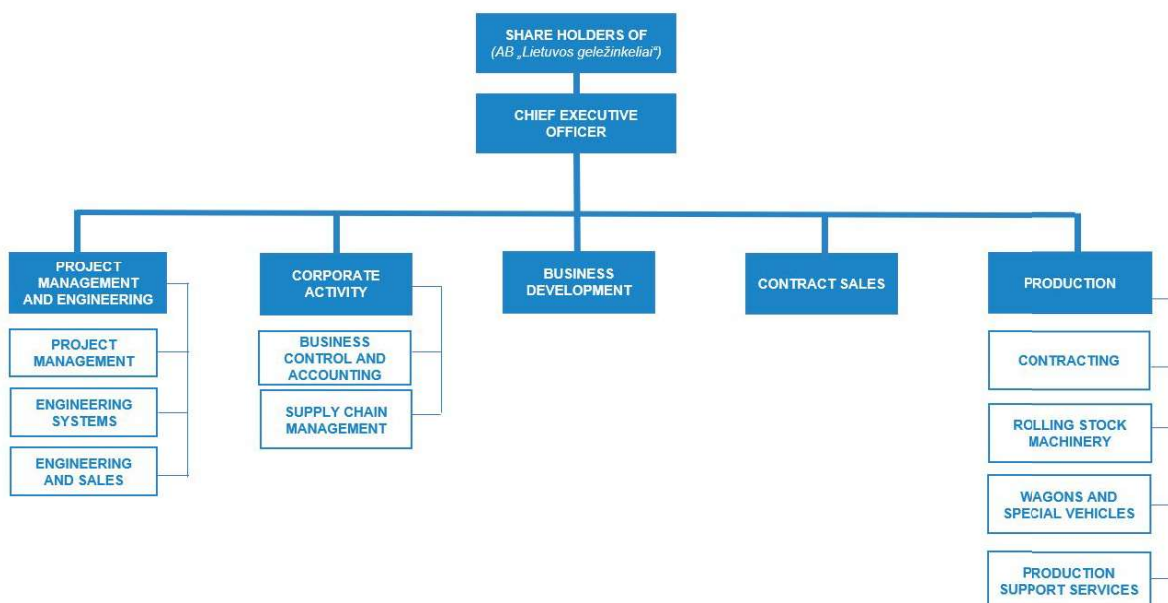 SHARE HOLDERS OF
(AB „Lietuvos geležinkeliai“)
CHIEF EXECUTIVE
OFFICER
PROJECT
MANAGEMENT
AND ENGINEERING
PROJECT
MANAGEMENT
ENGINEERING
SYSTEMS
ENGINEERING
AND SALES
CORPORATE
ACTIVITY
BUSINESS
CONTROL AND
ACCOUNTING
SUPPLY CHAIN
MANAGEMENT
BUSINESS
DEVELOPMENT
CONTRACT SALES
PRODUCTION
CONTRACTING
ROLLING STOCK
MACHINERY
WAGONS AND
SPECIAL VEHICLES
PRODUCTION
SUPPORT SERVICES